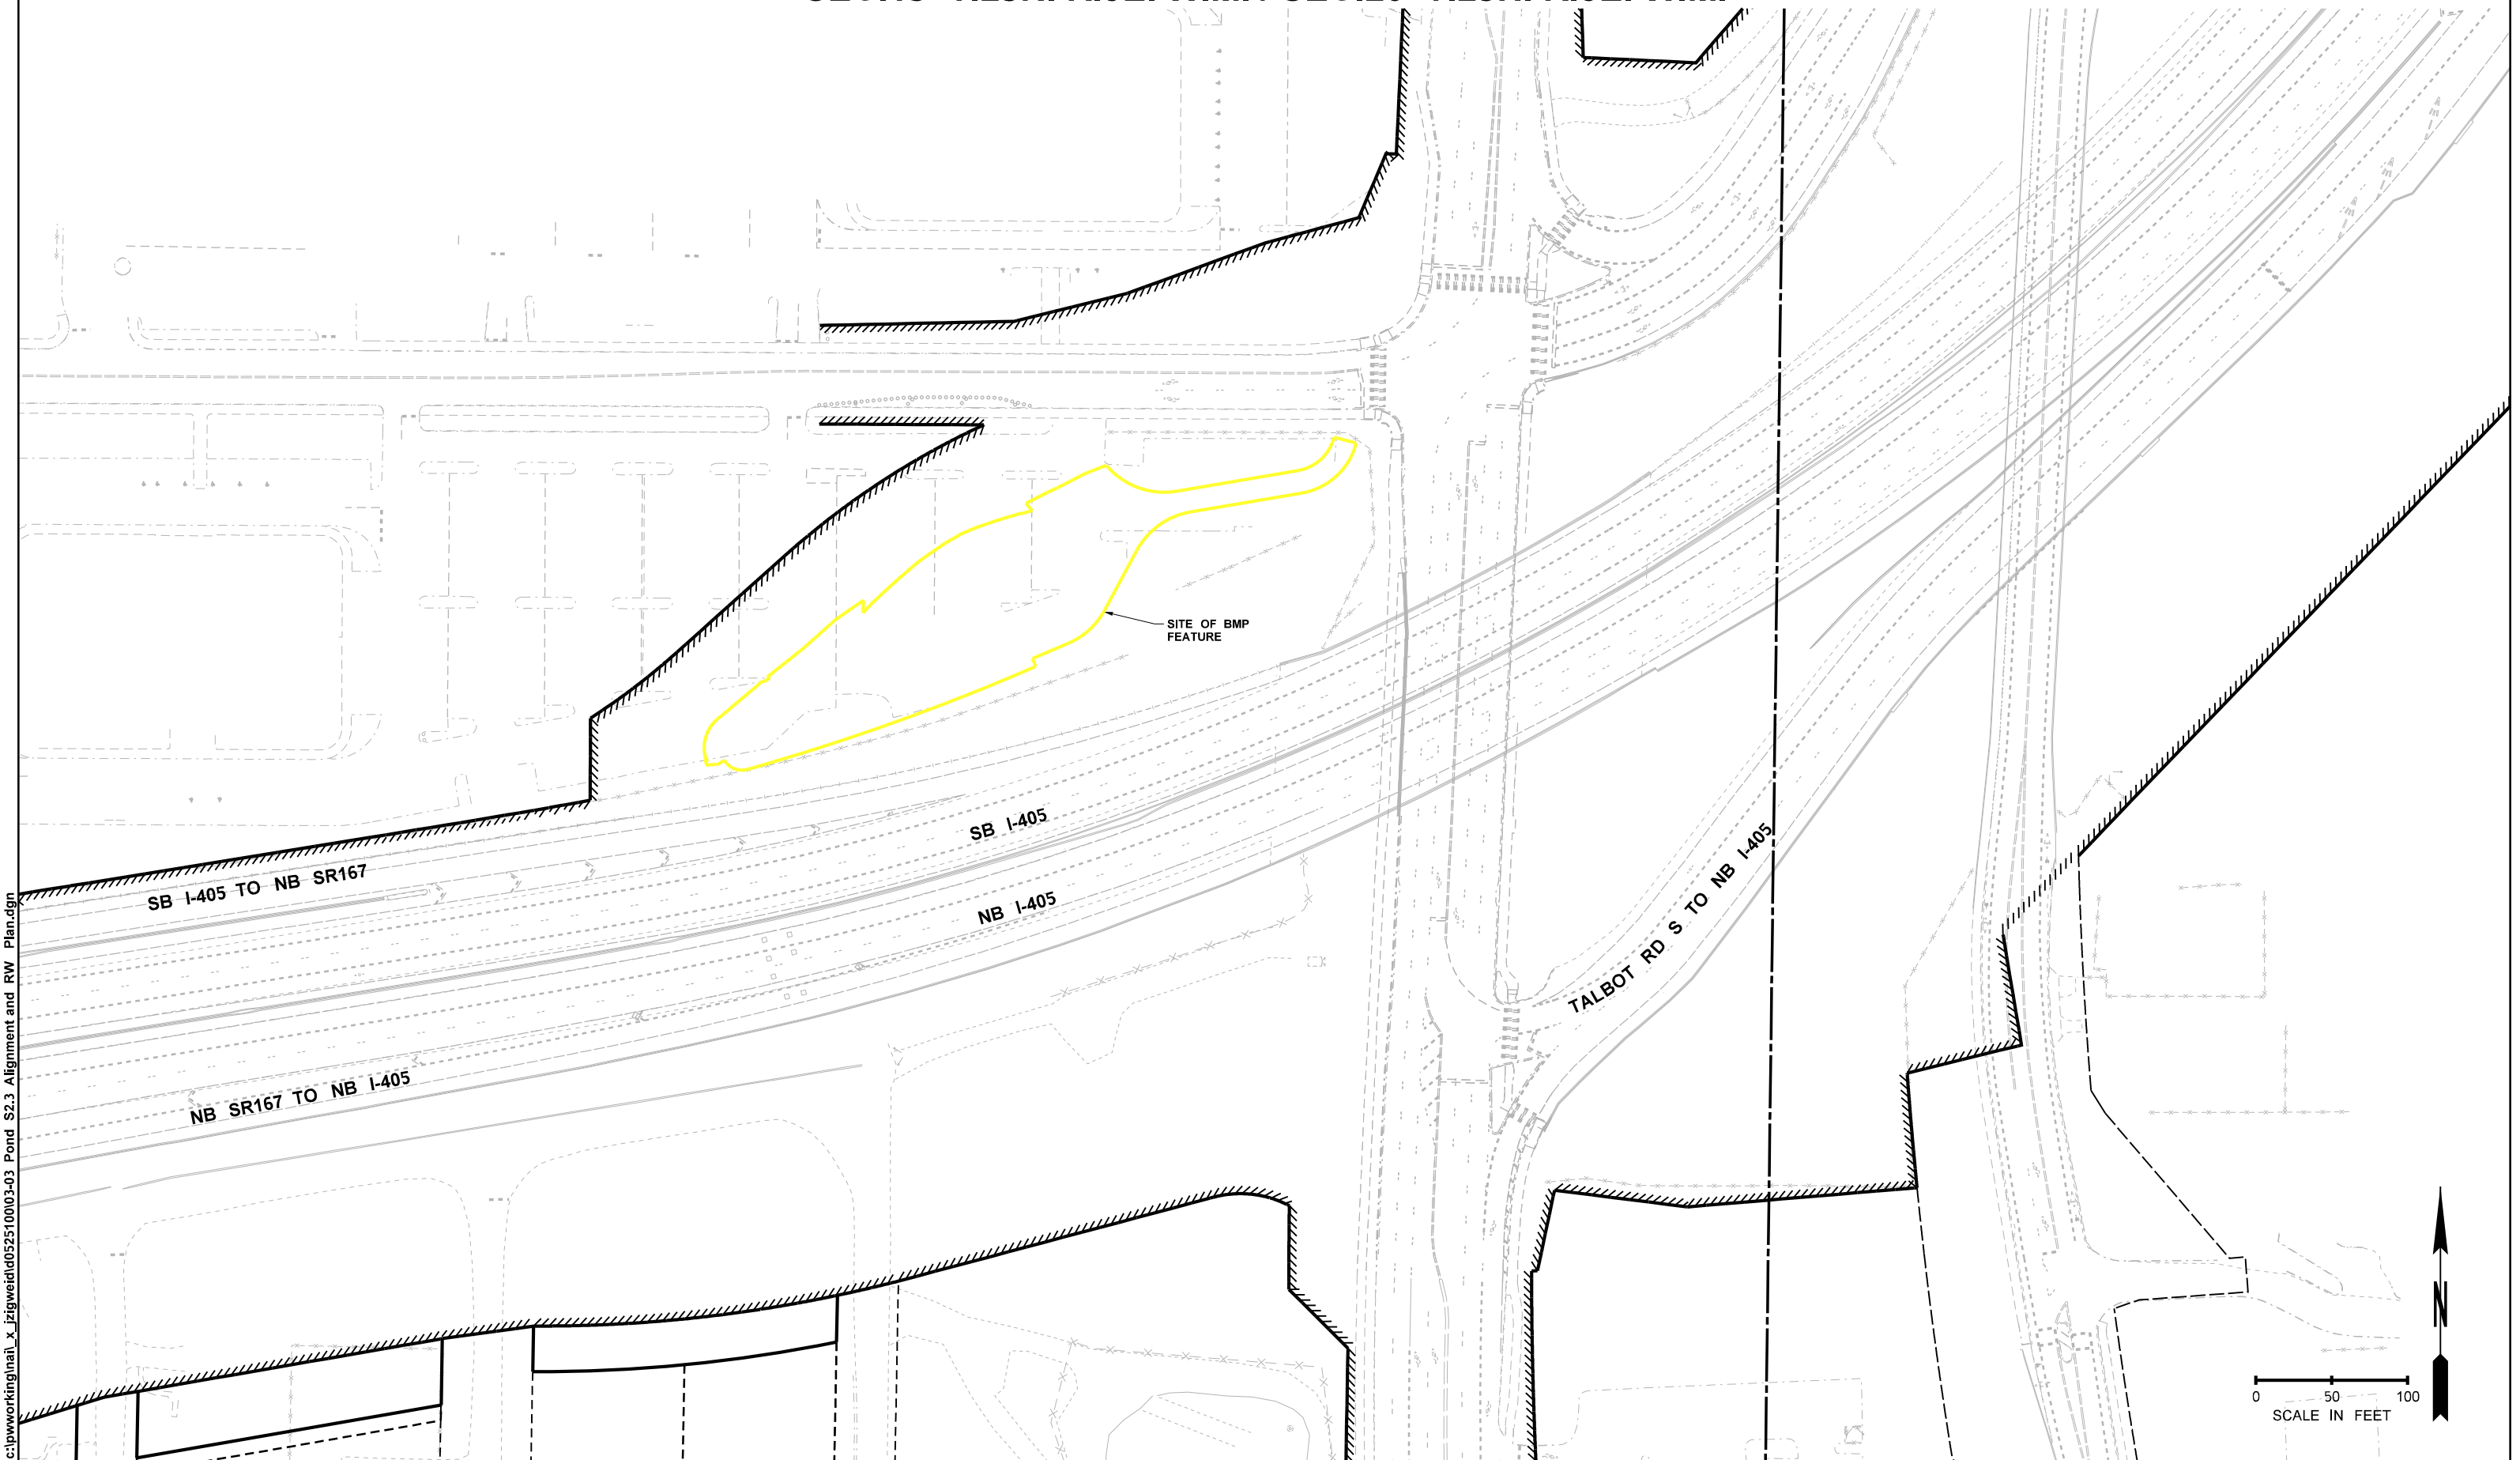 SITE OF BMP
FEATURE
SB I-405
SB I-405 TO NB SR167
NB I-405
TALBOT RD S TO NB I-405
NB SR167 TO NB I-405
N
0 50 100
SCALE IN FEET
c:\pwworking\nai\_x_jzigweid\d0525100\03-03 Pond S2.3 Alignment and RW Plan.dgn